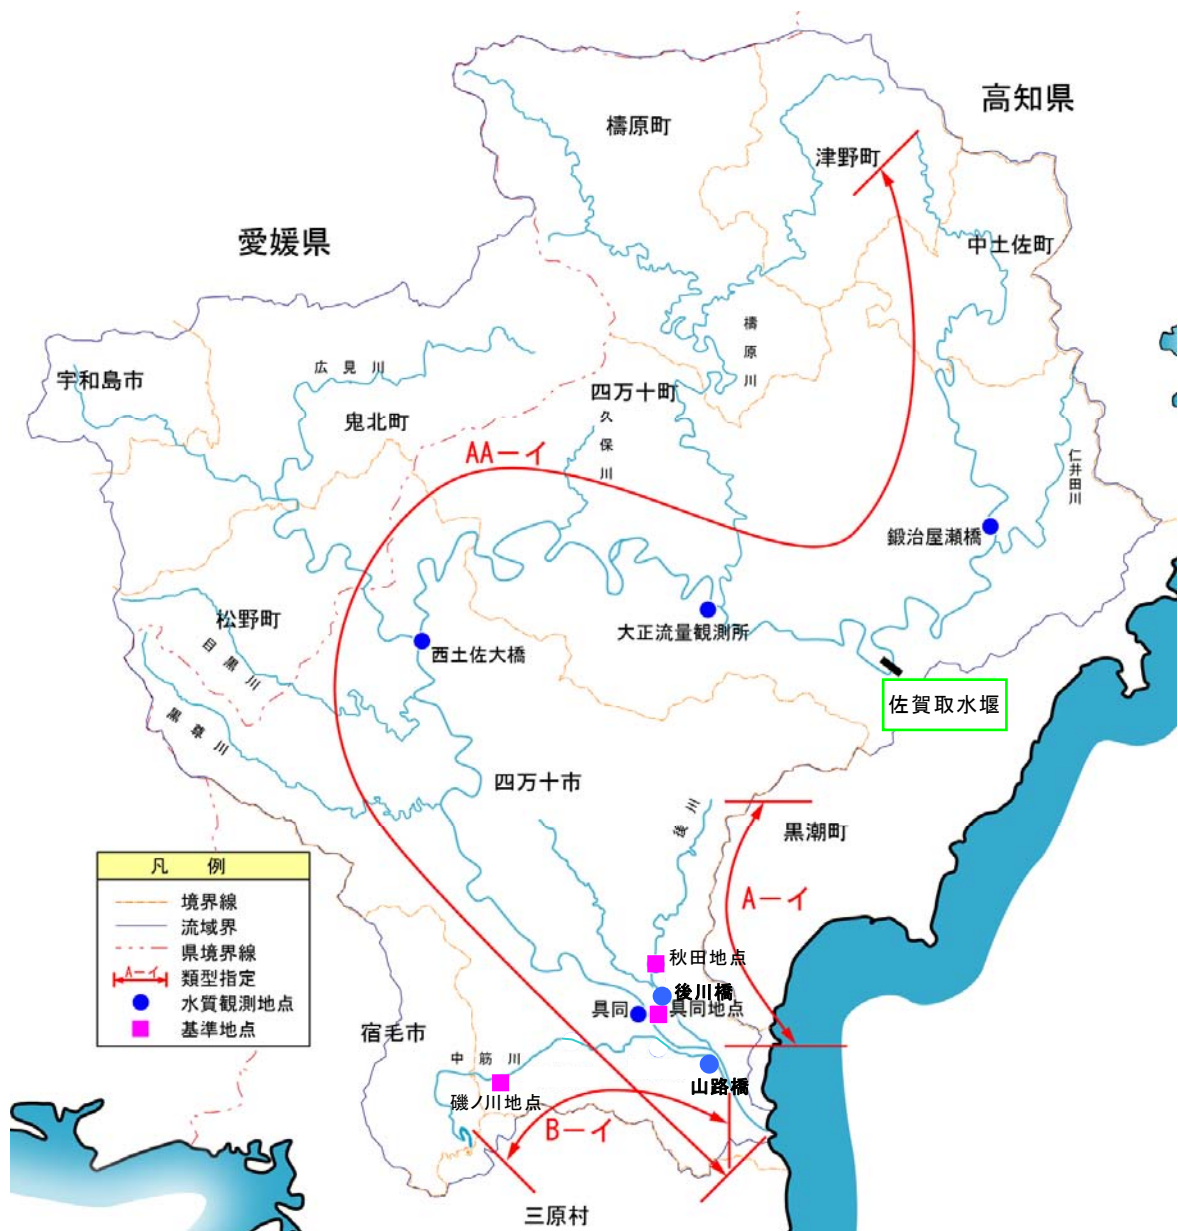 高知県
檮原町
津野町
愛媛県
中土佐町
檮原川
広見川
宇和島市
四万十町
鬼北町
久保川
AA－イ
仁井田川
鍛治屋瀬橋
松野町
大正流量観測所
目黒川
西土佐大橋
佐賀取水堰
黒尊川
四万十市
後川
黒潮町
凡 例
境界線
流域界
県境界線
A－イ
類型指定
水質観測地点
基準地点
A－イ
秋田地点
後川橋
具同
具同地点
宿毛市
中筋川
山路橋
磯ノ川地点
B－イ
三原村